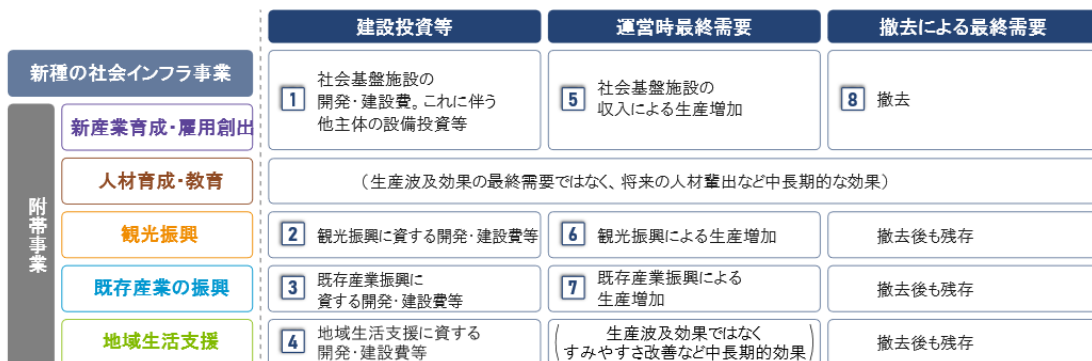 建設投資等
運営時最終需要
撤去による最終需要
新種の社会インフラ事業
1
社会基盤施設の
開発・建設費。これに伴う
他主体の設備投資等
5
社会基盤施設の
収入による生産増加
8
撤去
附帯事業
新産業育成・雇用創出
人材育成・教育
（生産波及効果の最終需要ではなく、将来の人材輩出など中長期的な効果）
観光振興
2
観光振興に資する開発・建設費等
6
観光振興による生産増加
撤去後も残存
既存産業の振興
3
既存産業振興に
資する開発・建設費等
7
既存産業振興による
生産増加
撤去後も残存
地域生活支援
4
地域生活支援に資する
開発・建設費等
生産波及効果ではなく
すみやすさ改善など中長期的効果
撤去後も残存